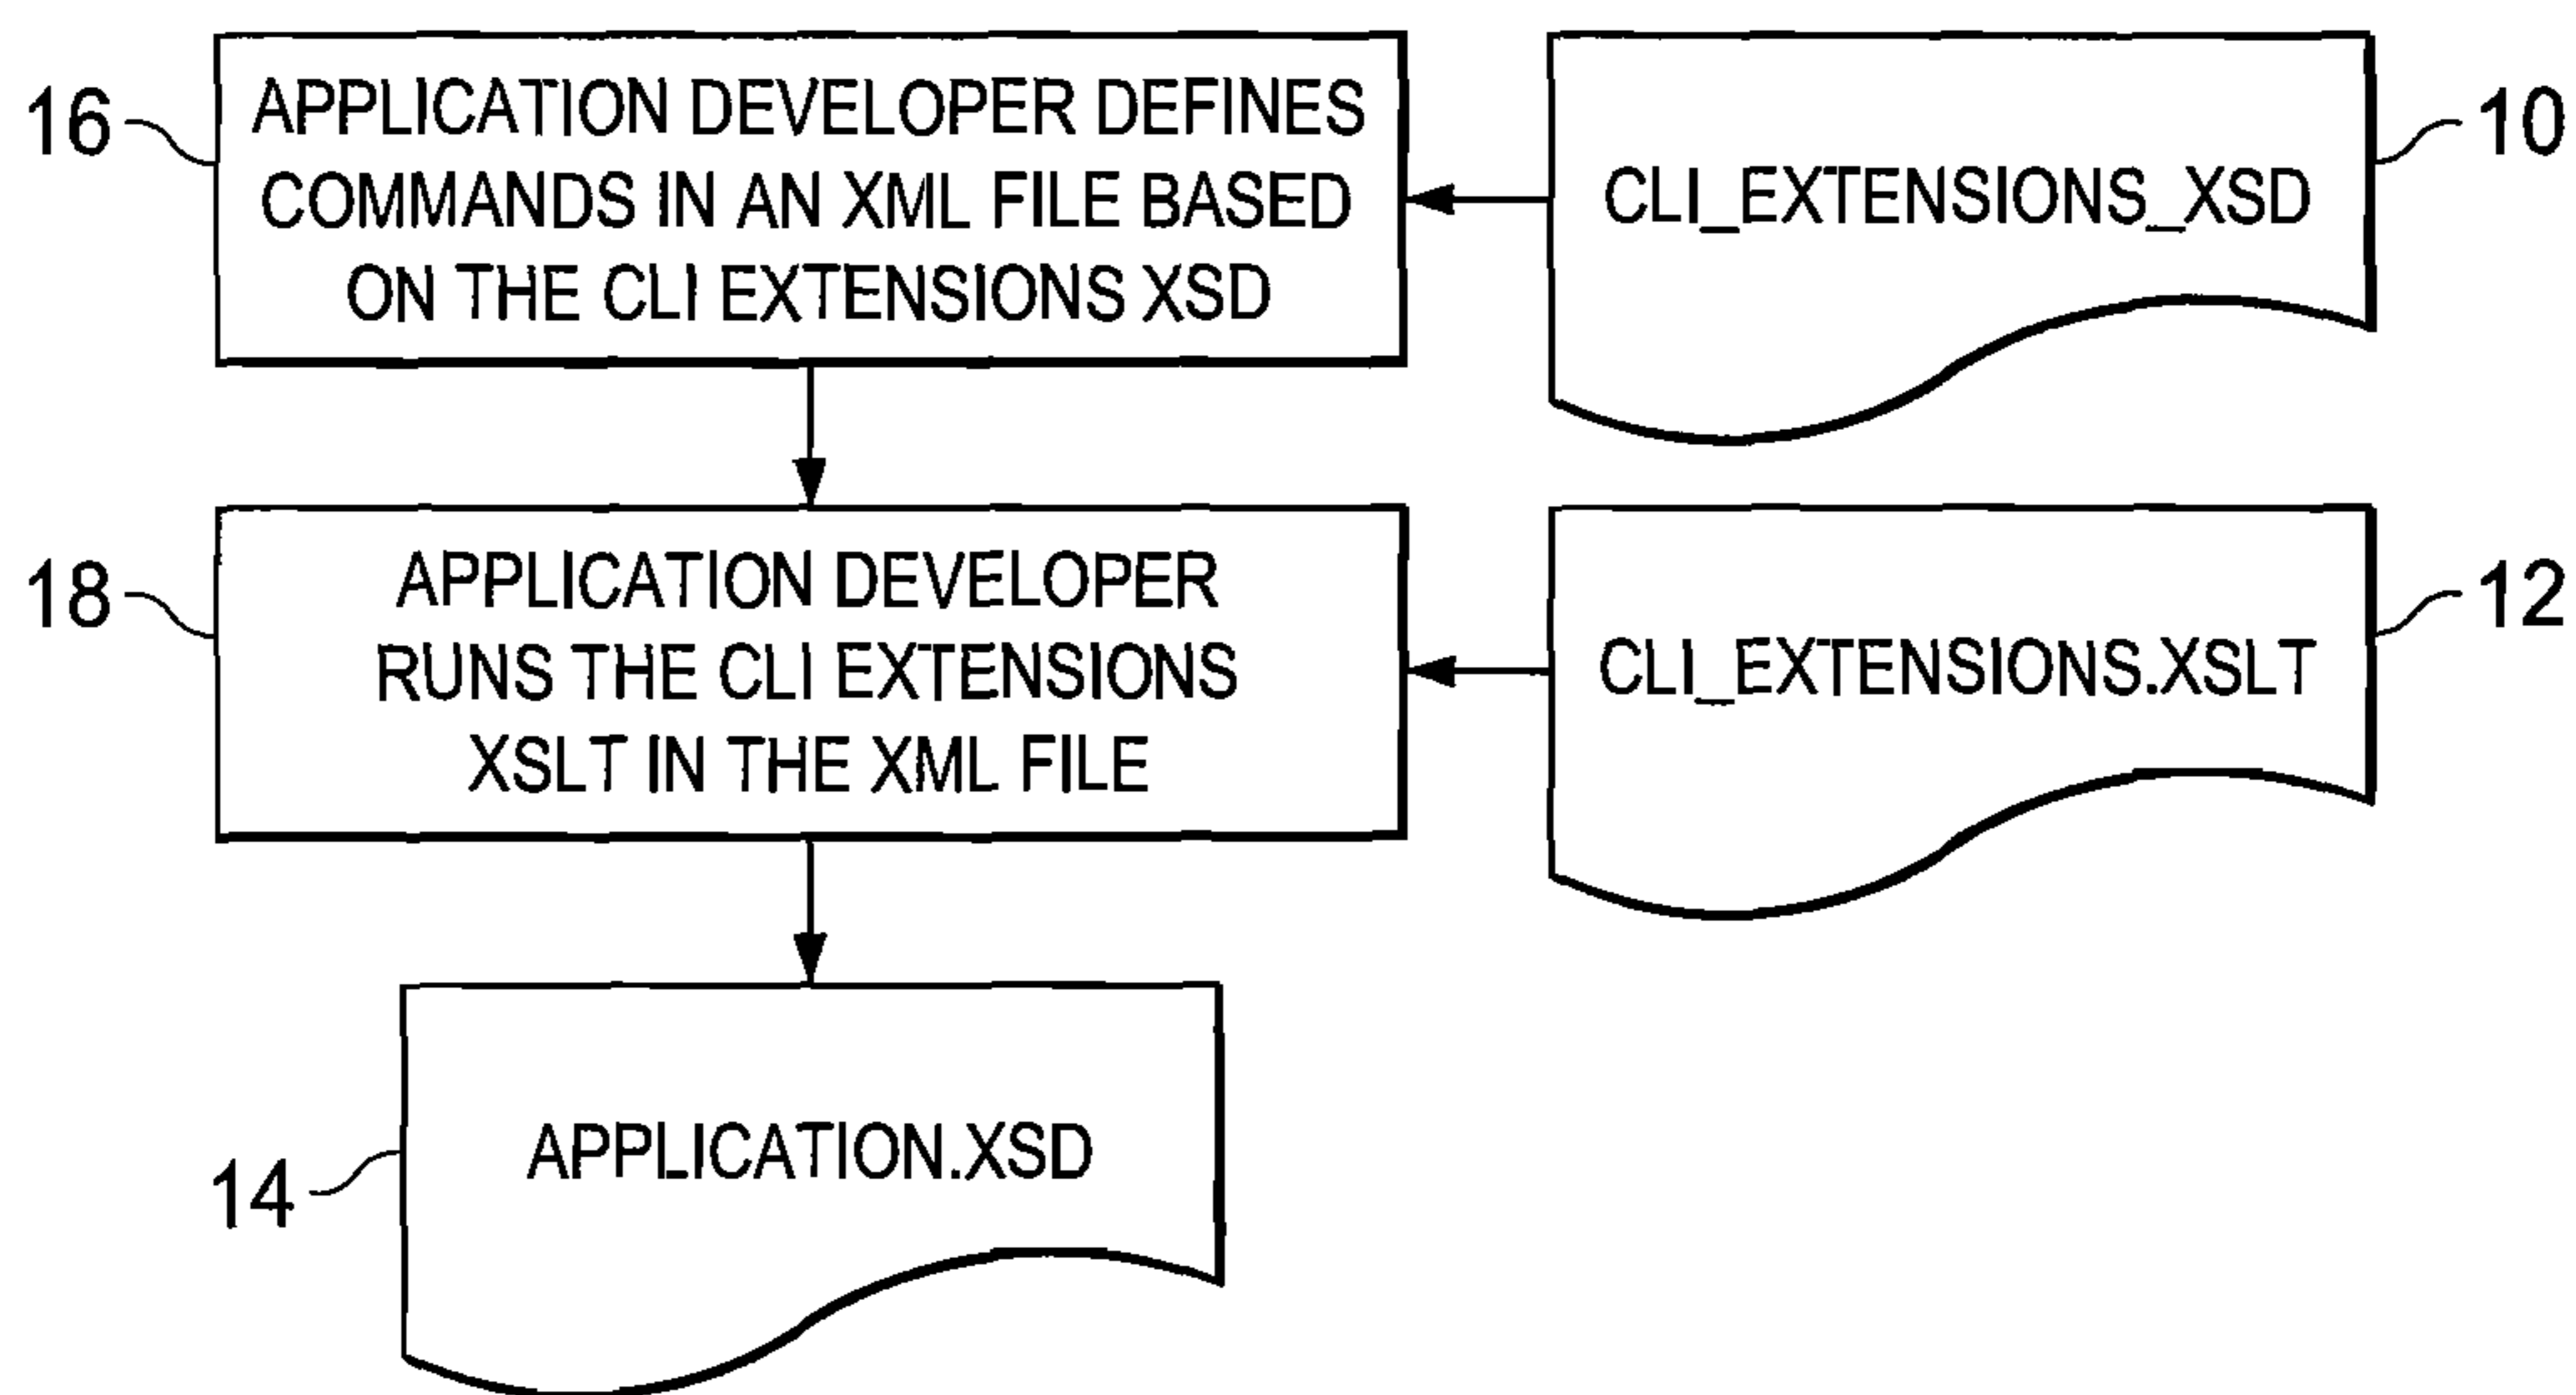 16
APPLICATION DEVELOPER DEFINES
COMMANDS IN AN XML FILE BASED
ON THE CLI EXTENSIONS XSD
CLI_EXTENSIONS_XSD
10
18
APPLICATION DEVELOPER
RUNS THE CLI EXTENSIONS
XSLT IN THE XML FILE
CLI_EXTENSIONS.XSLT
12
14
APPLICATION.XSD